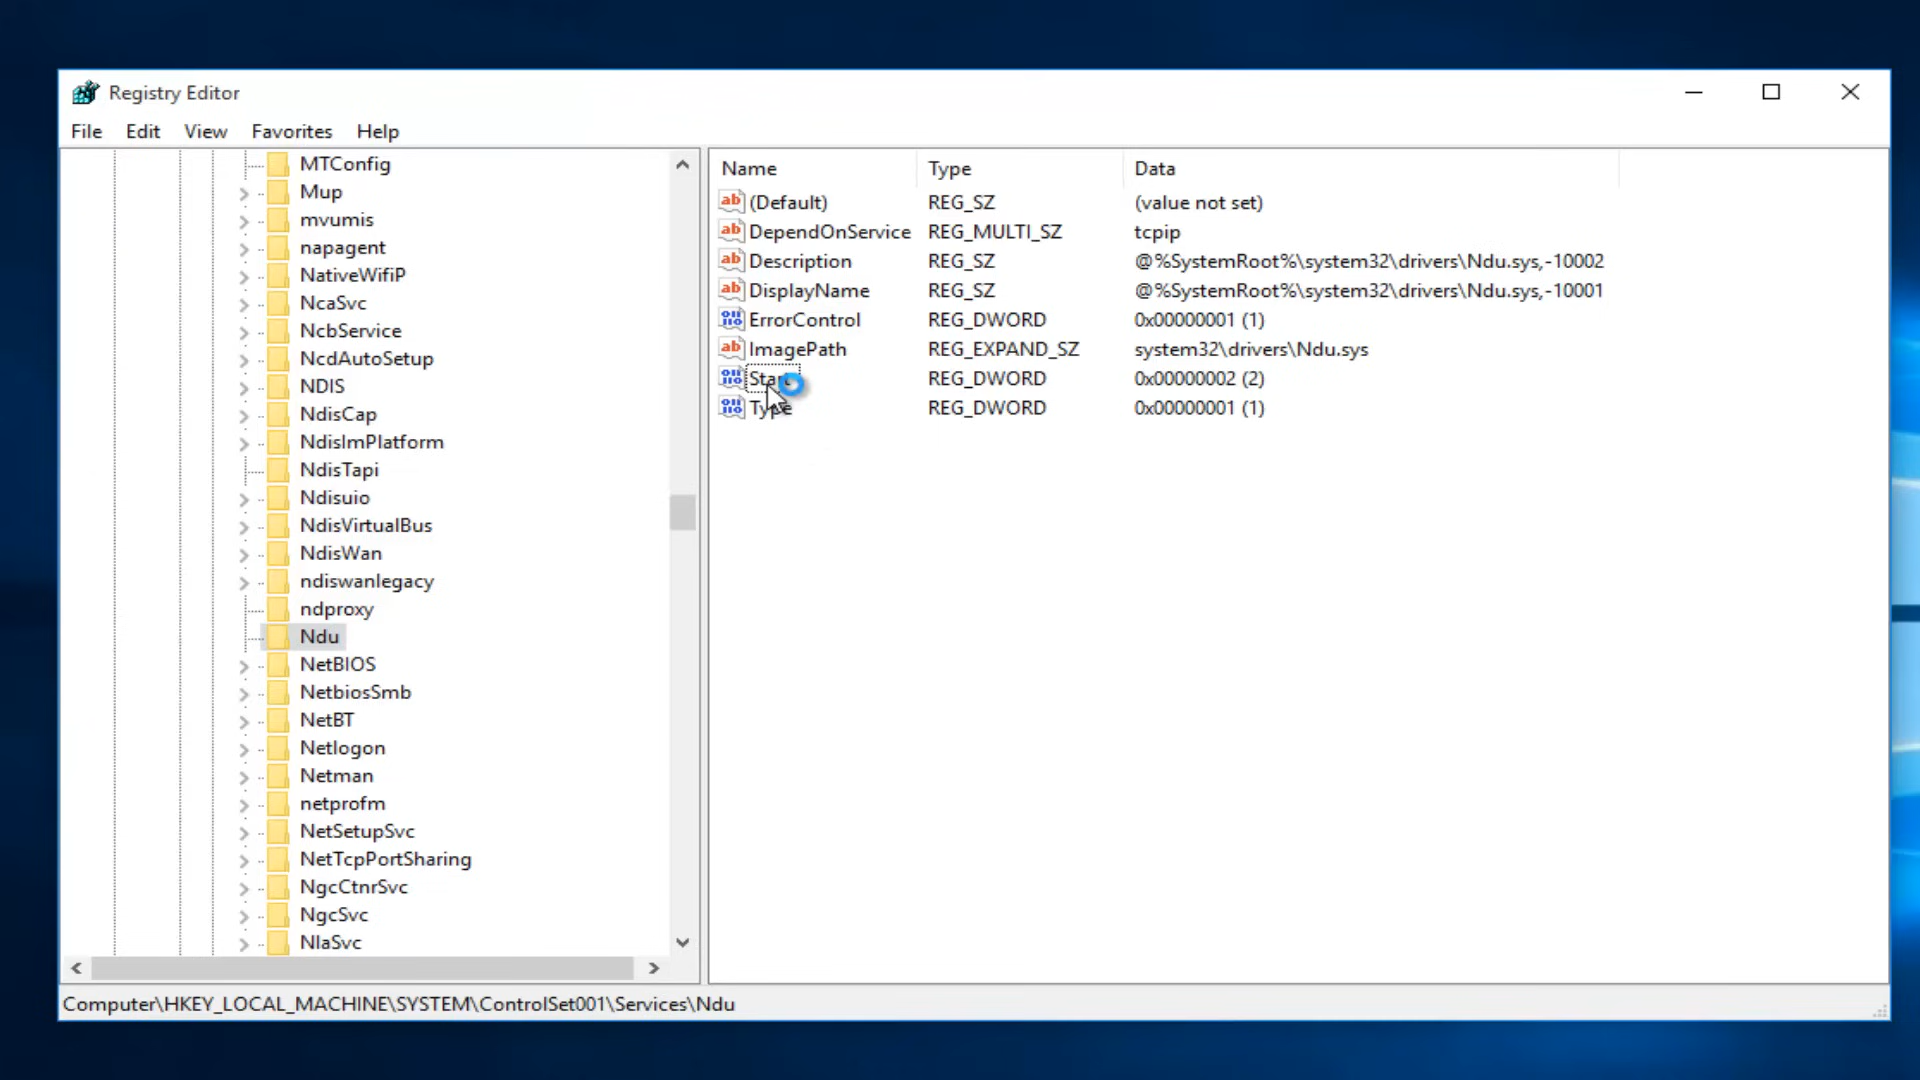 Registry Editor
File Edit View Favorites Help
MTConfig
Mup
mvumis
napagent
NativeWifiP
NcaSvc
NcbService
NcdAutoSetup
NDIS
NdisCap
NdisImPlatform
NdisTapi
Ndisuio
NdisVirtualBus
NdisWan
ndiswanlegacy
ndproxy
Ndu
NetBIOS
NetbiosSmb
NetBT
Netlogon
Netman
netprofm
NetSetupSvc
NetTcpPortSharing
NgcCtnrSvc
NgcSvc
NlaSvc
Name Type Data
(Default) REG_SZ (value not set)
DependOnService REG_MULTI_SZ tcpip
Description REG_SZ @%SystemRoot%\system32\drivers\Ndu.sys,-10002
DisplayName REG_SZ @%SystemRoot%\system32\drivers\Ndu.sys,-10001
ErrorControl REG_DWORD 0x00000001 (1)
ImagePath REG_EXPAND_SZ system32\drivers\Ndu.sys
Start REG_DWORD 0x00000002 (2)
Type REG_DWORD 0x00000001 (1)
Computer\HKEY_LOCAL_MACHINE\SYSTEM\ControlSet001\Services\Ndu